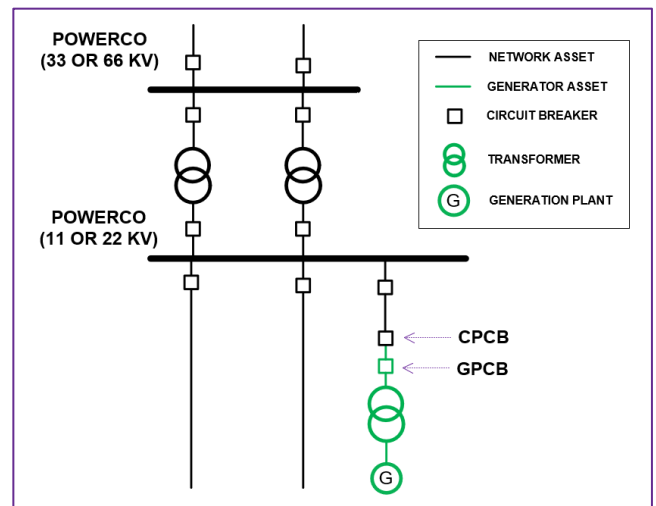 POWERCO
(33 OR 66 KV)
POWERCO
(11 OR 22 KV)
NETWORK ASSET
GENERATOR ASSET
CIRCUIT BREAKER
TRANSFORMER
G
GENERATION PLANT
CPCB
GPCB
G